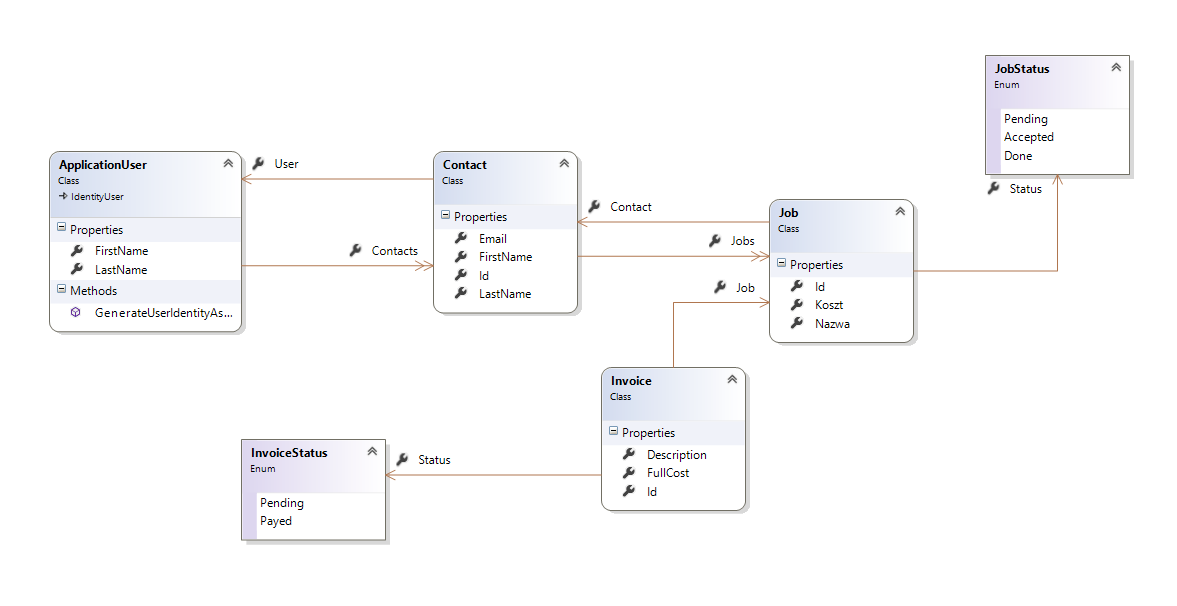 JobStatus
Enum
Pending
Accepted
Done
Status
ApplicationUser
Class
IdentityUser
Properties
FirstName
LastName
Methods
GenerateUserIdentityAs...
User
Contacts
Contact
Class
Properties
Email
FirstName
Id
LastName
Contact
Jobs
Job
Job
Class
Properties
Id
Koszt
Nazwa
Invoice
Class
Properties
Description
FullCost
Id
InvoiceStatus
Enum
Pending
Payed
Status